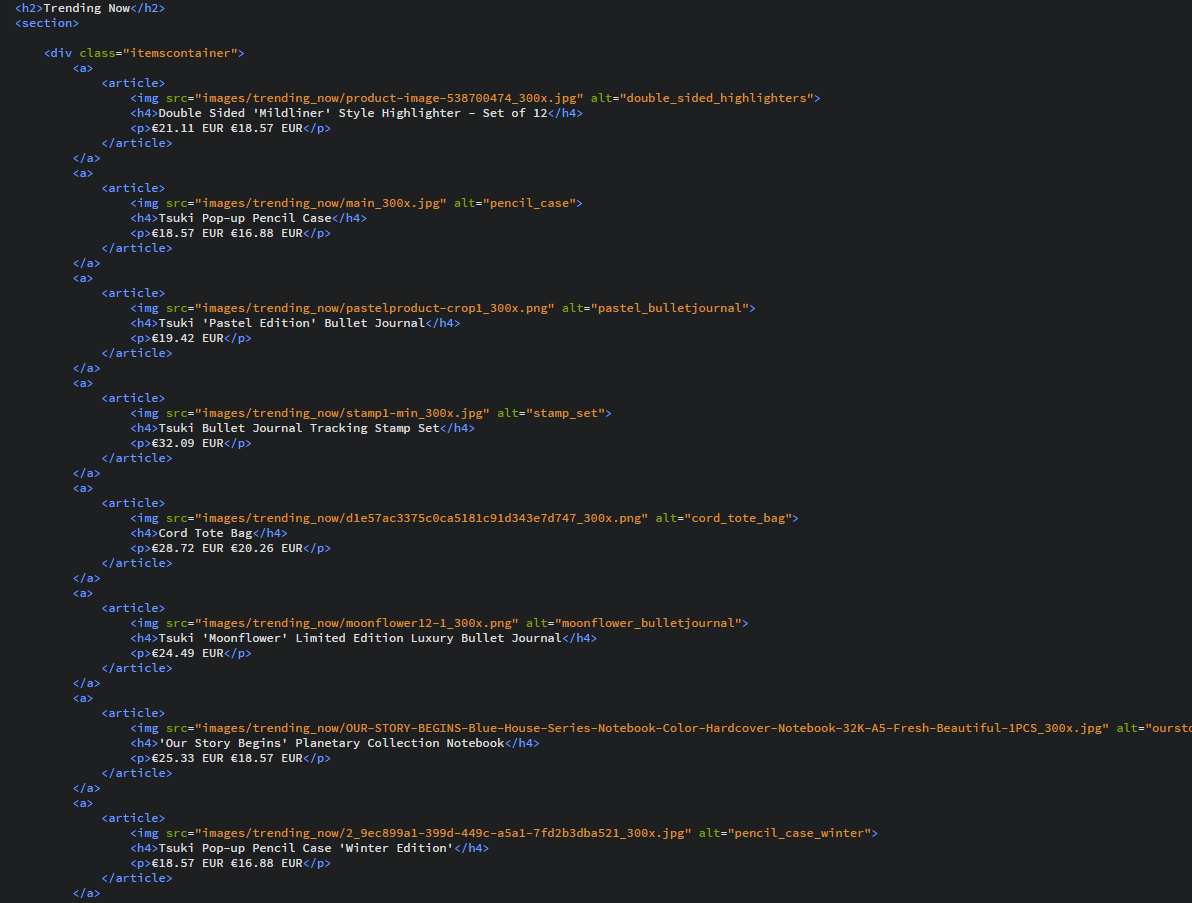 <h2>Trending Now</h2>
<section>
<div class="itemscontainer">
<a>
<article>
<img src="images/trending_now/product-image-538700474_300x.jpg" alt="double_sided_highlighters">
<h4>Double Sided 'Mildliner' Style Highlighter - Set of 12</h4>
<p>€21.11 EUR €18.57 EUR</p>
</article>
</a>
<a>
<article>
<img src="images/trending_now/main_300x.jpg" alt="pencil_case">
<h4>Tsuki Pop-up Pencil Case</h4>
<p>€18.57 EUR €16.88 EUR</p>
</article>
</a>
<a>
<article>
<img src="images/trending_now/pastelproduct-crop1_300x.png" alt="pastel_bulletjournal">
<h4>Tsuki 'Pastel Edition' Bullet Journal</h4>
<p>€19.42 EUR</p>
</article>
</a>
<a>
<article>
<img src="images/trending_now/stamp1-min_300x.jpg" alt="stamp_set">
<h4>Tsuki Bullet Journal Tracking Stamp Set</h4>
<p>€32.09 EUR</p>
</article>
</a>
<a>
<article>
<img src="images/trending_now/d1e57ac3375c0ca5181c91d343e7d747_300x.png" alt="cord_tote_bag">
<h4>Cord Tote Bag</h4>
<p>€28.72 EUR €20.26 EUR</p>
</article>
</a>
<a>
<article>
<img src="images/trending_now/moonflower12-1_300x.png" alt="moonflower_bulletjournal">
<h4>Tsuki 'Moonflower' Limited Edition Luxury Bullet Journal</h4>
<p>€24.49 EUR</p>
</article>
</a>
<a>
<article>
<img src="images/trending_now/OUR-STORY-BEGINS-Blue-House-Series-Notebook-Color-Hardcover-Notebook-32K-A5-Fresh-Beautiful-1PCS_300x.jpg" alt="oursto
<h4>'Our Story Begins' Planetary Collection Notebook</h4>
<p>€25.33 EUR €18.57 EUR</p>
</article>
</a>
<a>
<article>
<img src="images/trending_now/2_9ec899a1-399d-449c-a5a1-7fd2b3dba521_300x.jpg" alt="pencil_case_winter">
<h4>Tsuki Pop-up Pencil Case 'Winter Edition'</h4>
<p>€18.57 EUR €16.88 EUR</p>
</article>
</a>